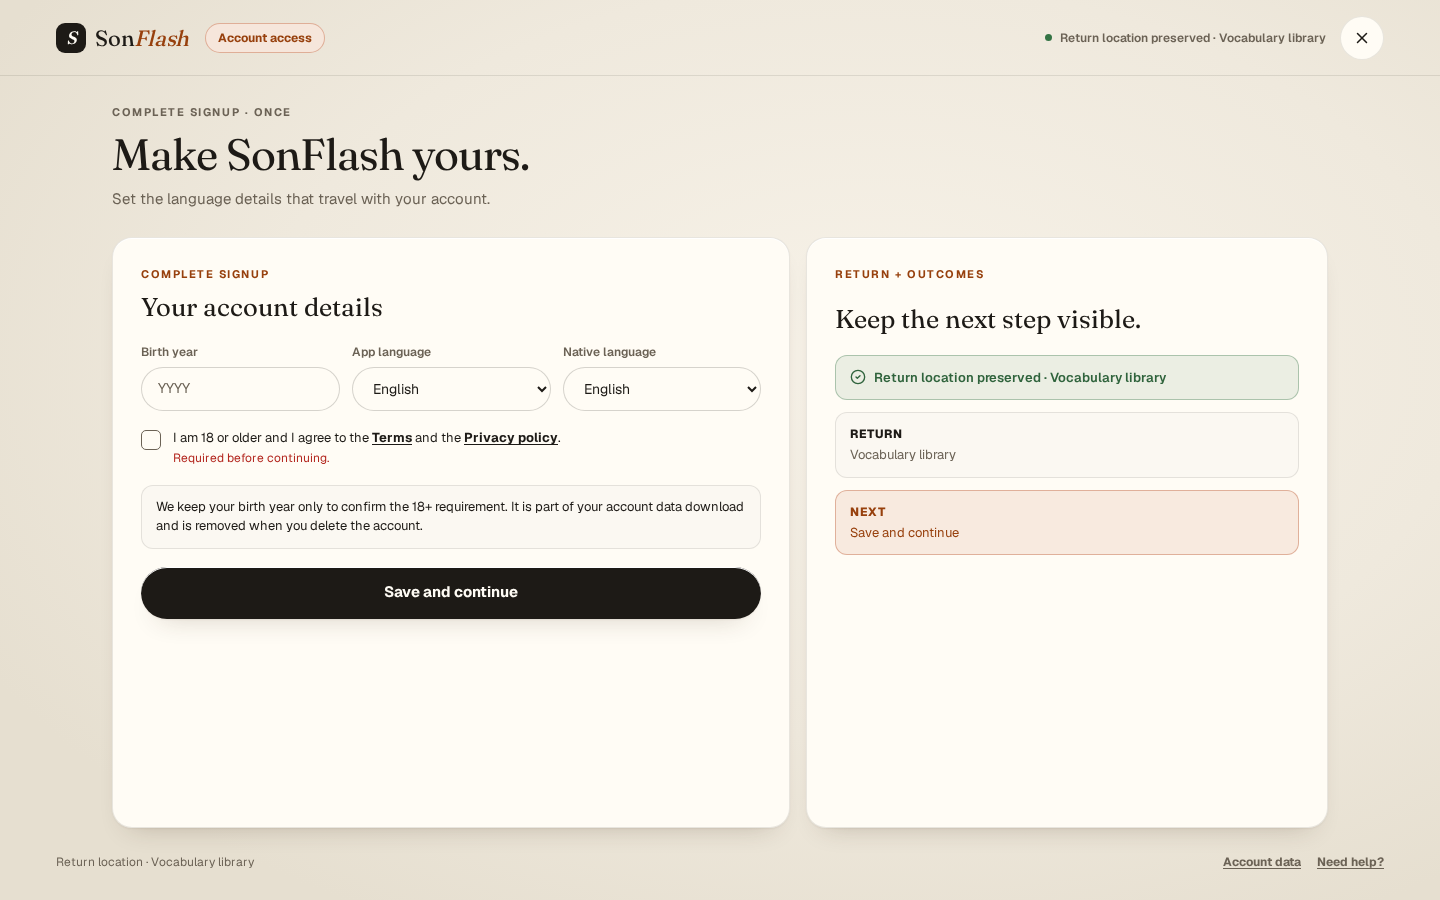 S SonFlash
Account access
Return location preserved · Vocabulary library
COMPLETE SIGNUP · ONCE
Make SonFlash yours.
Set the language details that travel with your account.
COMPLETE SIGNUP
Your account details
Birth year
App language
Native language
YYYY
English
English
I am 18 or older and I agree to the Terms and the Privacy policy.
Required before continuing.
We keep your birth year only to confirm the 18+ requirement. It is part of your account data download
and is removed when you delete the account.
Save and continue
RETURN + OUTCOMES
Keep the next step visible.
Return location preserved · Vocabulary library
RETURN
Vocabulary library
NEXT
Save and continue
Return location · Vocabulary library
Account data
Need help?